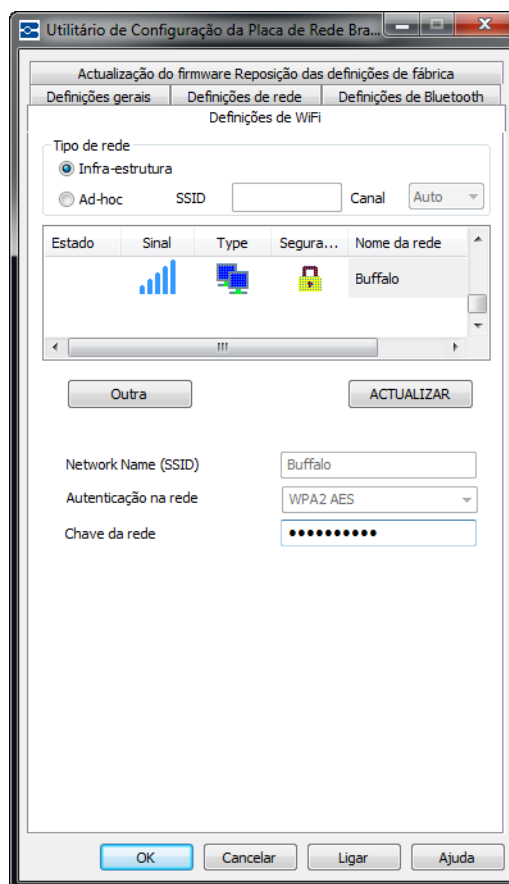 Utilitário de Configuração da Placa de Rede Bra...
Actualização do firmware Reposição das definições de fábrica
Definições gerais Definições de rede Definições de Bluetooth
Definições de WiFi
Tipo de rede
Infra-estrutura
Ad-hoc SSID Canal Auto
Estado Sinal Type Segura... Nome da rede
Buffalo
Outra ACTUALIZAR
Network Name (SSID) Buffalo
Autenticação na rede WPA2 AES
Chave da rede ●●●●●●●●●●
OK Cancelar Ligar Ajuda